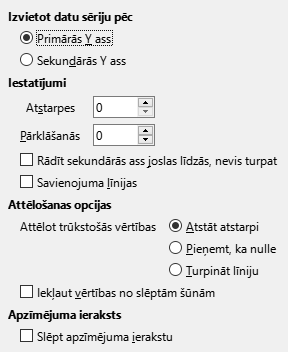 Izvietot datu sēriju pēc
Primārās Y ass
Sekundārās Y ass
Iestatījumi
Atstarpes 0
Pārklāšanās 0
Rādīt sekundārās ass joslas līdzās, nevis turpat
Savienojuma līnijas
Attēlošanas opcijas
Attēlot trūkstošās vērtības Atstāt atstarpi
Pieņemt, ka nulle
Turpināt līniju
Iekļaut vērtības no slēptām šūnām
Apzīmējuma ieraksts
Slēpt apzīmējuma ierakstu